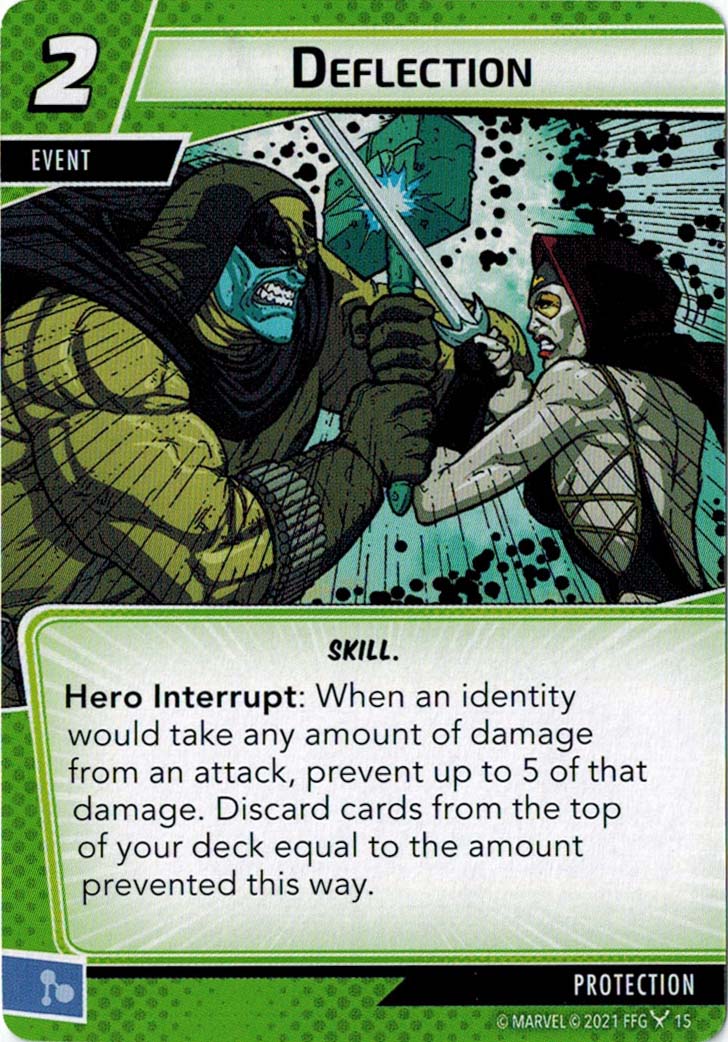 2
DEFLECTION
EVENT
SKILL.
Hero Interrupt: When an identity
would take any amount of damage
from an attack, prevent up to 5 of that
damage. Discard cards from the top
of your deck equal to the amount
prevented this way.
PROTECTION
© MARVEL © 2021 FFG 15